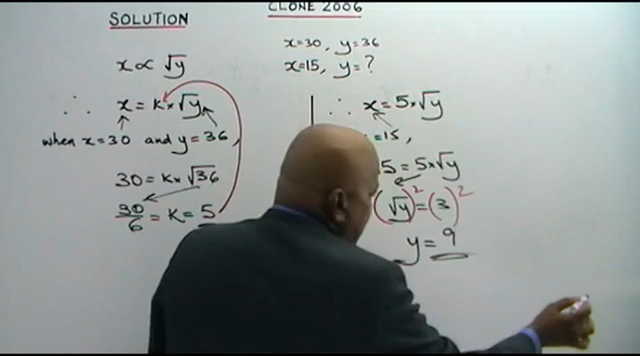 SOLUTION
x ∝ √y
∴ x = k × √y
when x = 30 and y = 36,
30 = k × √36
30/6 = k = 5
CLONE 2006
x=30, y=36
x=15, y=?
∴ x = 5 × √y
=15,
5 = 5 × √y
(√y)² = (3)²
y = 9